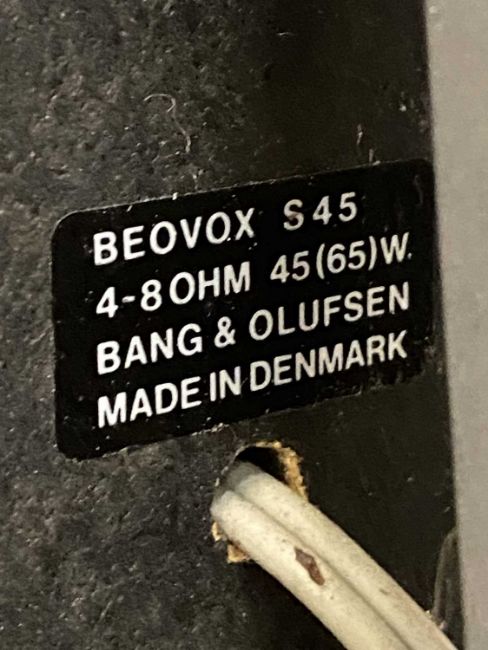 BEOVOX S45
4-8 OHM 45(65)W.
BANG & OLUFSEN
MADE IN DENMARK